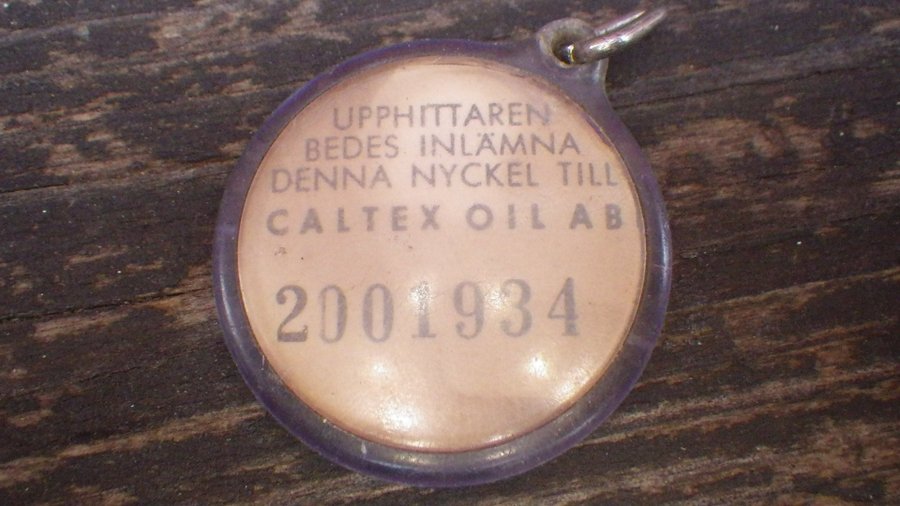 UPPHITTAREN
BEDES INLÄMNA
DENNA NYCKEL TILL
CALTEX OIL AB
2001934